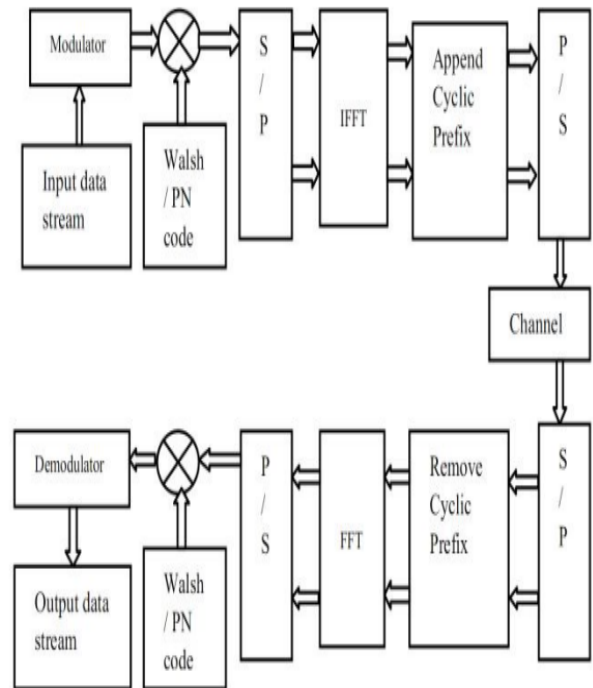 Modulator
Input data
stream
Walsh
/ PN
code
S
/
P
IFFT
Append
Cyclic
Prefix
P
/
S
Channel
S
/
P
Remove
Cyclic
Prefix
FFT
P
/
S
Walsh
/ PN
code
Demodulator
Output data
stream